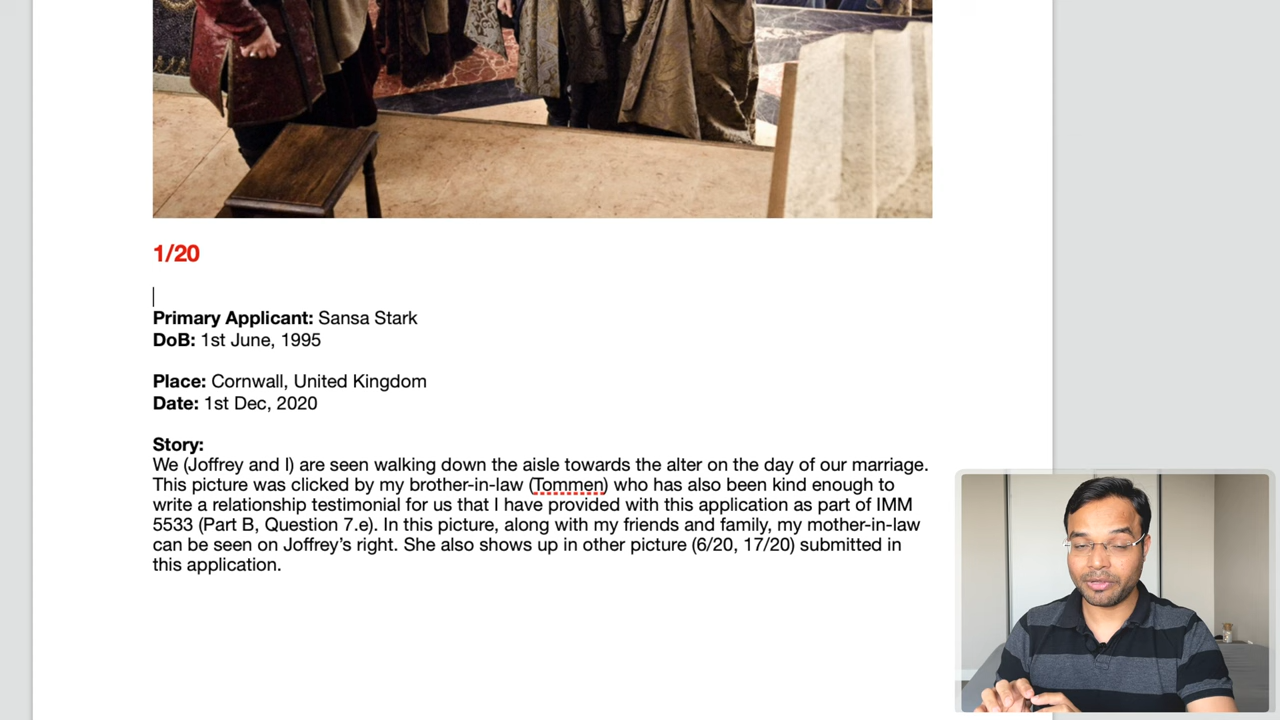 1/20
Primary Applicant: Sansa Stark
DoB: 1st June, 1995
Place: Cornwall, United Kingdom
Date: 1st Dec, 2020
Story:
We (Joffrey and I) are seen walking down the aisle towards the alter on the day of our marriage.
This picture was clicked by my brother-in-law (Tommen) who has also been kind enough to
write a relationship testimonial for us that I have provided with this application as part of IMM
5533 (Part B, Question 7.e). In this picture, along with my friends and family, my mother-in-law
can be seen on Joffrey’s right. She also shows up in other picture (6/20, 17/20) submitted in
this application.